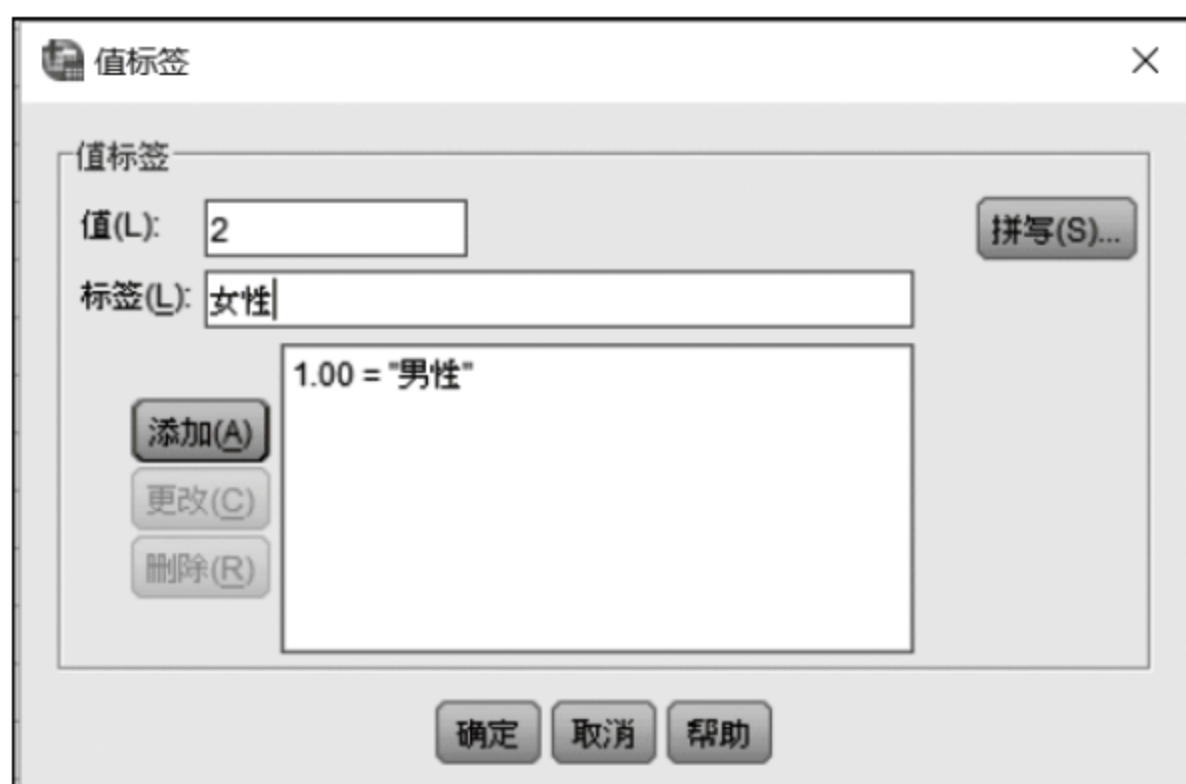 值标签
值标签
值(L): 2 拼写(S)...
标签(L): 女性
1.00 = "男性"
添加(A)
更改(C)
删除(R)
确定 取消 帮助